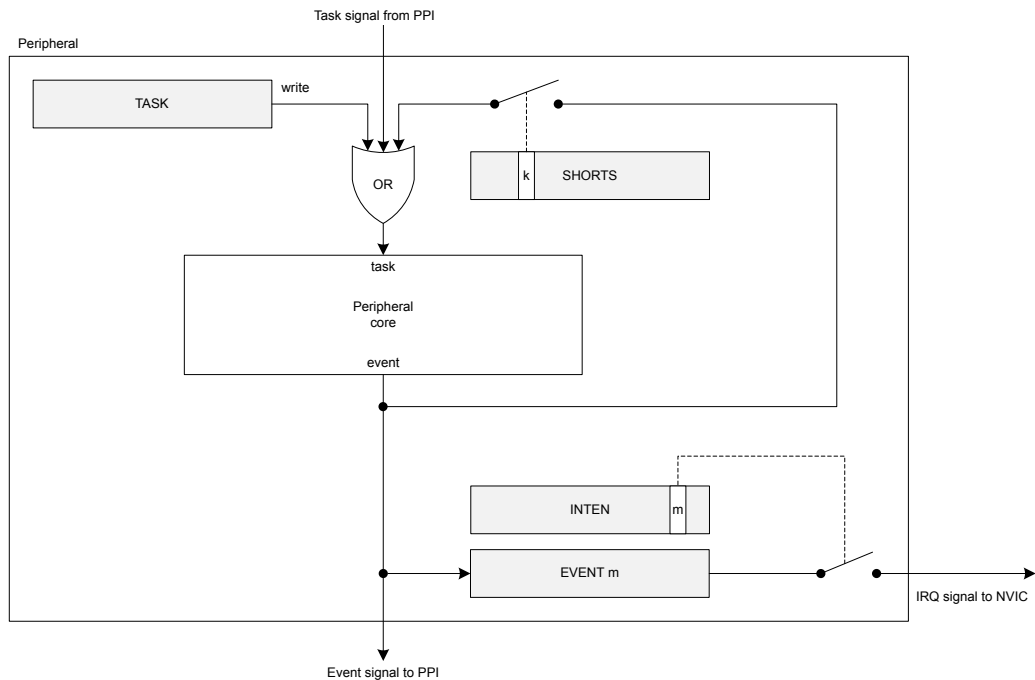 Task signal from PPI
Peripheral
TASK
write
k
SHORTS
OR
task
Peripheral
core
event
INTEN
m
EVENT m
IRQ signal to NVIC
Event signal to PPI